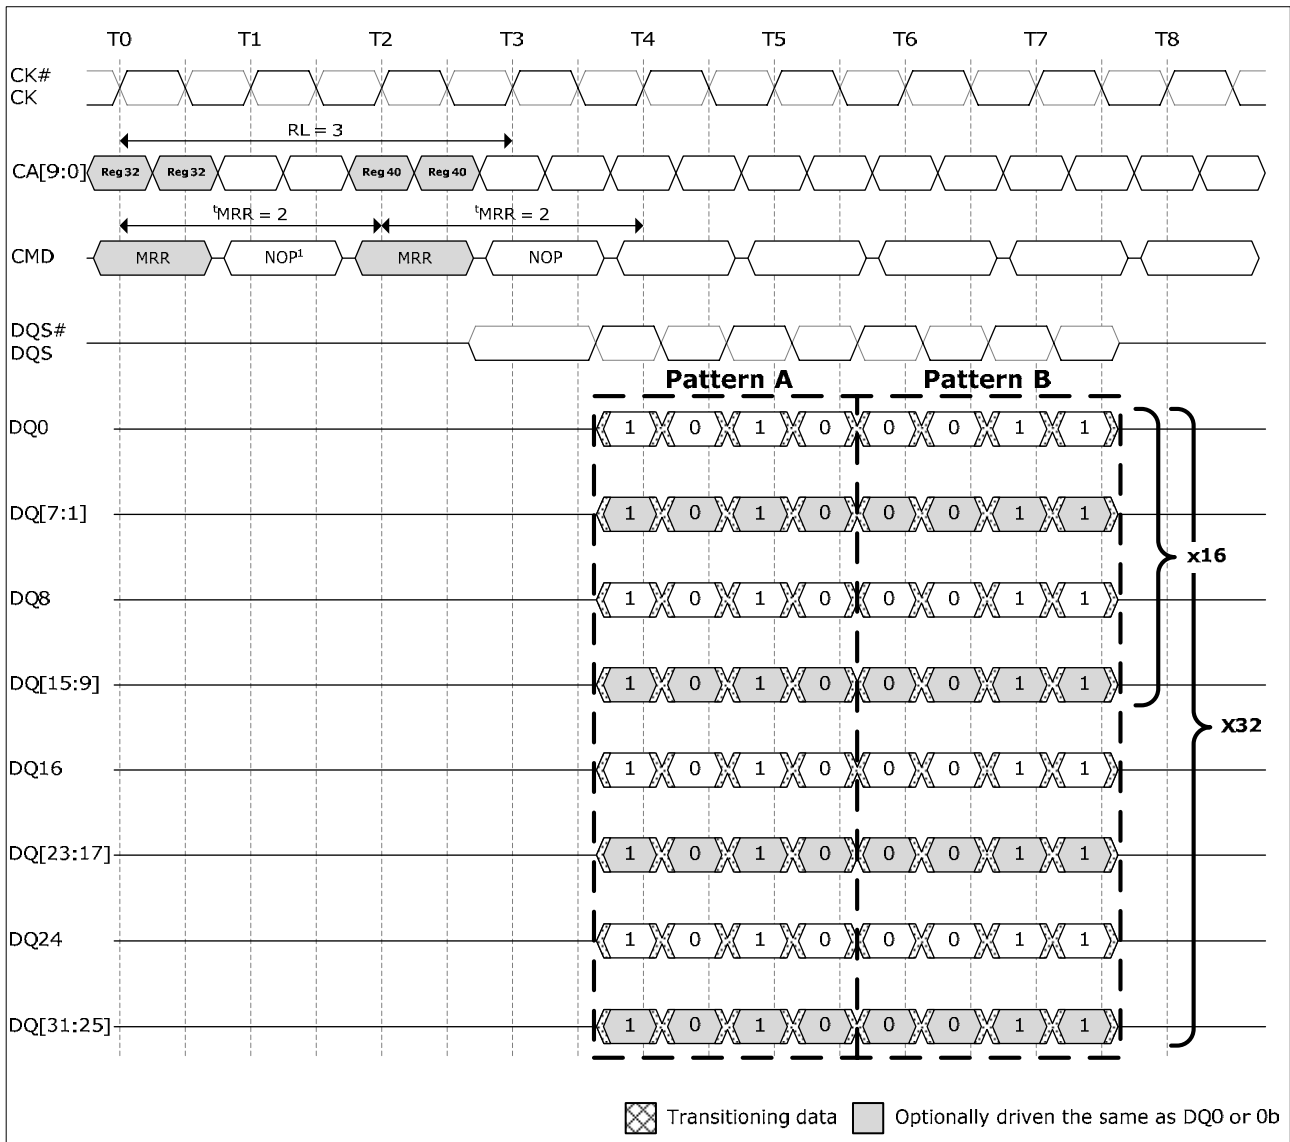 T0 T1 T2 T3 T4 T5 T6 T7 T8
CK#
CK
RL = 3
CA[9:0] Reg 32 Reg 32 Reg 40 Reg 40
tMRR = 2 tMRR = 2
CMD MRR NOP1 MRR NOP
DQS#
DQS
Pattern A Pattern B
DQ0 1 0 1 0 0 0 1 1
DQ[7:1] 1 0 1 0 0 0 1 1
x16
DQ8 1 0 1 0 0 0 1 1
DQ[15:9] 1 0 1 0 0 0 1 1
X32
DQ16 1 0 1 0 0 0 1 1
DQ[23:17] 1 0 1 0 0 0 1 1
DQ24 1 0 1 0 0 0 1 1
DQ[31:25] 1 0 1 0 0 0 1 1
Transitioning data Optionally driven the same as DQ0 or 0b